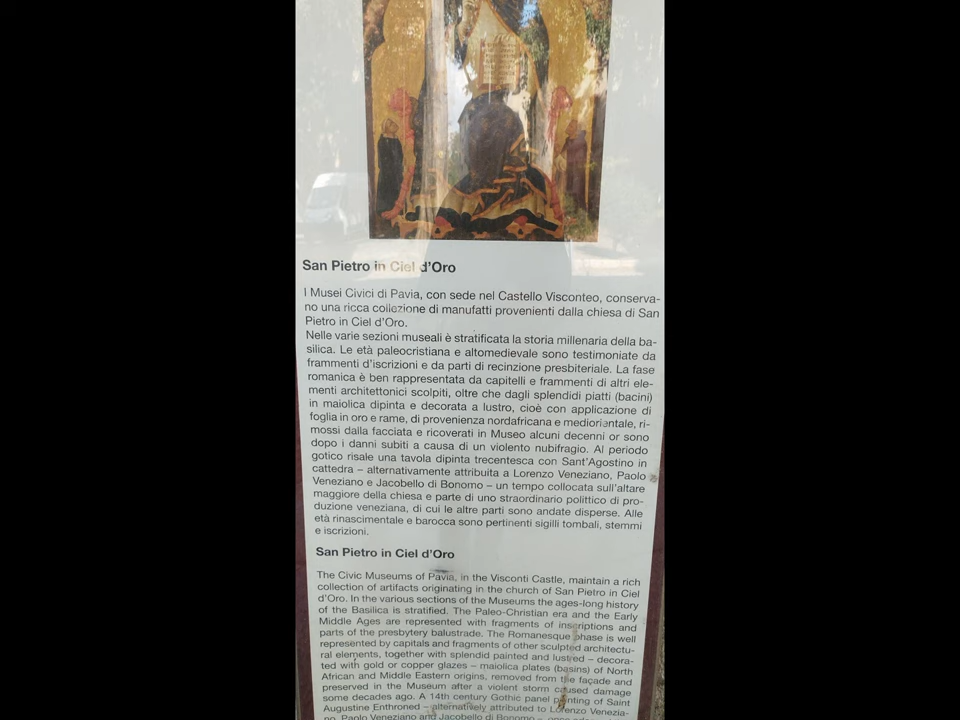 San Pietro in Ciel d'Oro
I Musei Civici di Pavia, con sede nel Castello Visconteo, conserva-
no una ricca collezione di manufatti provenienti dalla chiesa di San
Pietro in Ciel d'Oro.
Nelle varie sezioni museali è stratificata la storia millenaria della ba-
silica. Le età paleocristiana e altomedievale sono testimoniate da
frammenti d'iscrizioni e da parti di recinzione presbiteriale. La fase
romanica è ben rappresentata da capitelli e frammenti di altri ele-
menti architettonici scolpiti, oltre che dagli splendidi piatti (bacini)
in maiolica dipinta e decorata a lustro, cioè con applicazione di
foglia in oro e rame, di provenienza nordafricana e mediorientale, ri-
mossi dalla facciata e ricoverati in Museo alcuni decenni or sono
dopo i danni subiti a causa di un violento nubifragio. Al periodo
gotico risale una tavola dipinta trecentesca con Sant'Agostino in
cattedra – alternativamente attribuita a Lorenzo Veneziano, Paolo
Veneziano e Jacobello di Bonomo – un tempo collocata sull'altare
maggiore della chiesa e parte di uno straordinario polittico di pro-
duzione veneziana, di cui le altre parti sono andate disperse. Alle
età rinascimentale e barocca sono pertinenti sigilli tombali, stemmi
e iscrizioni.
San Pietro in Ciel d'Oro
The Civic Museums of Pavia, in the Visconti Castle, maintain a rich
collection of artifacts originating in the church of San Pietro in Ciel
d'Oro. In the various sections of the Museums the ages-long history
of the Basilica is stratified. The Paleo-Christian era and the Early
Middle Ages are represented with fragments of inscriptions and
parts of the presbytery balustrade. The Romanesque phase is well
represented by capitals and fragments of other sculpted architectu-
ral elements, together with splendid painted and lustred – decora-
ted with gold or copper glazes – maiolica plates (basins) of North
African and Middle Eastern origins, removed from the façade and
preserved in the Museum after a violent storm caused damage
some decades ago. A 14th century Gothic panel painting of Saint
Augustine Enthroned – alternatively attributed to Lorenzo Venezia-
no, Paolo Veneziano and Jacobello di Bonomo –